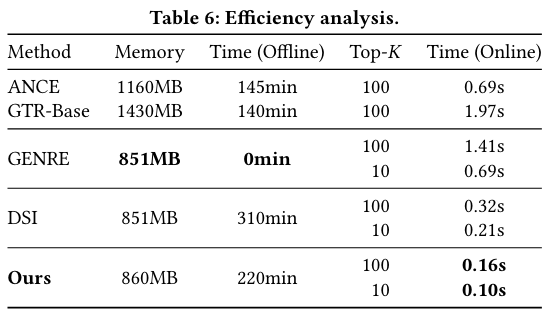 Table 6: Efficiency analysis.
Method Memory Time (Offline) Top-K Time (Online)
ANCE 1160MB 145min 100 0.69s
GTR-Base 1430MB 140min 100 1.97s
GENRE 851MB 0min 100 1.41s
10 0.69s
DSI 851MB 310min 100 0.32s
10 0.21s
Ours 860MB 220min 100 0.16s
10 0.10s